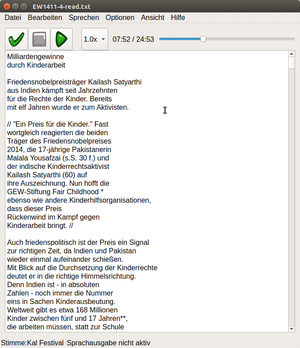 EW1411-4-read.txt
Datei Bearbeiten Sprechen Optionen Ansicht Hilfe
1.0x 07:52 / 24:53
Milliardengewinne
durch Kinderarbeit
Friedensnobelpreisträger Kailash Satyarthi
aus Indien kämpft seit Jahrzehnten
für die Rechte der Kinder. Bereits
mit elf Jahren wurde er zum Aktivisten.
// "Ein Preis für die Kinder." Fast
wortgleich reagierten die beiden
Träger des Friedensnobelpreises
2014, die 17-jährige Pakistanerin
Malala Yousafzai (s.S. 30 f.) und
der indische Kinderrechtsaktivist
Kailash Satyarthi (60) auf
ihre Auszeichnung. Nun hofft die
GEW-Stiftung Fair Childhood *
ebenso wie andere Kinderhilfsorganisationen,
dass dieser Preis
Rückenwind im Kampf gegen
Kinderarbeit bringt. //
Auch friedenspolitisch ist der Preis ein Signal
zur richtigen Zeit, da Indien und Pakistan
wieder einmal aufeinander schießen.
Mit Blick auf die Durchsetzung der Kinderrechte
deutet er in die richtige Himmelsrichtung.
Denn Indien ist - in absoluten
Zahlen - noch immer die Nummer
eins in Sachen Kinderausbeutung.
Weltweit gibt es etwa 168 Millionen
Kinder zwischen fünf und 17 Jahren**,
die arbeiten müssen, statt zur Schule
Stimme:Kal Festival Sprachausgabe nicht aktiv